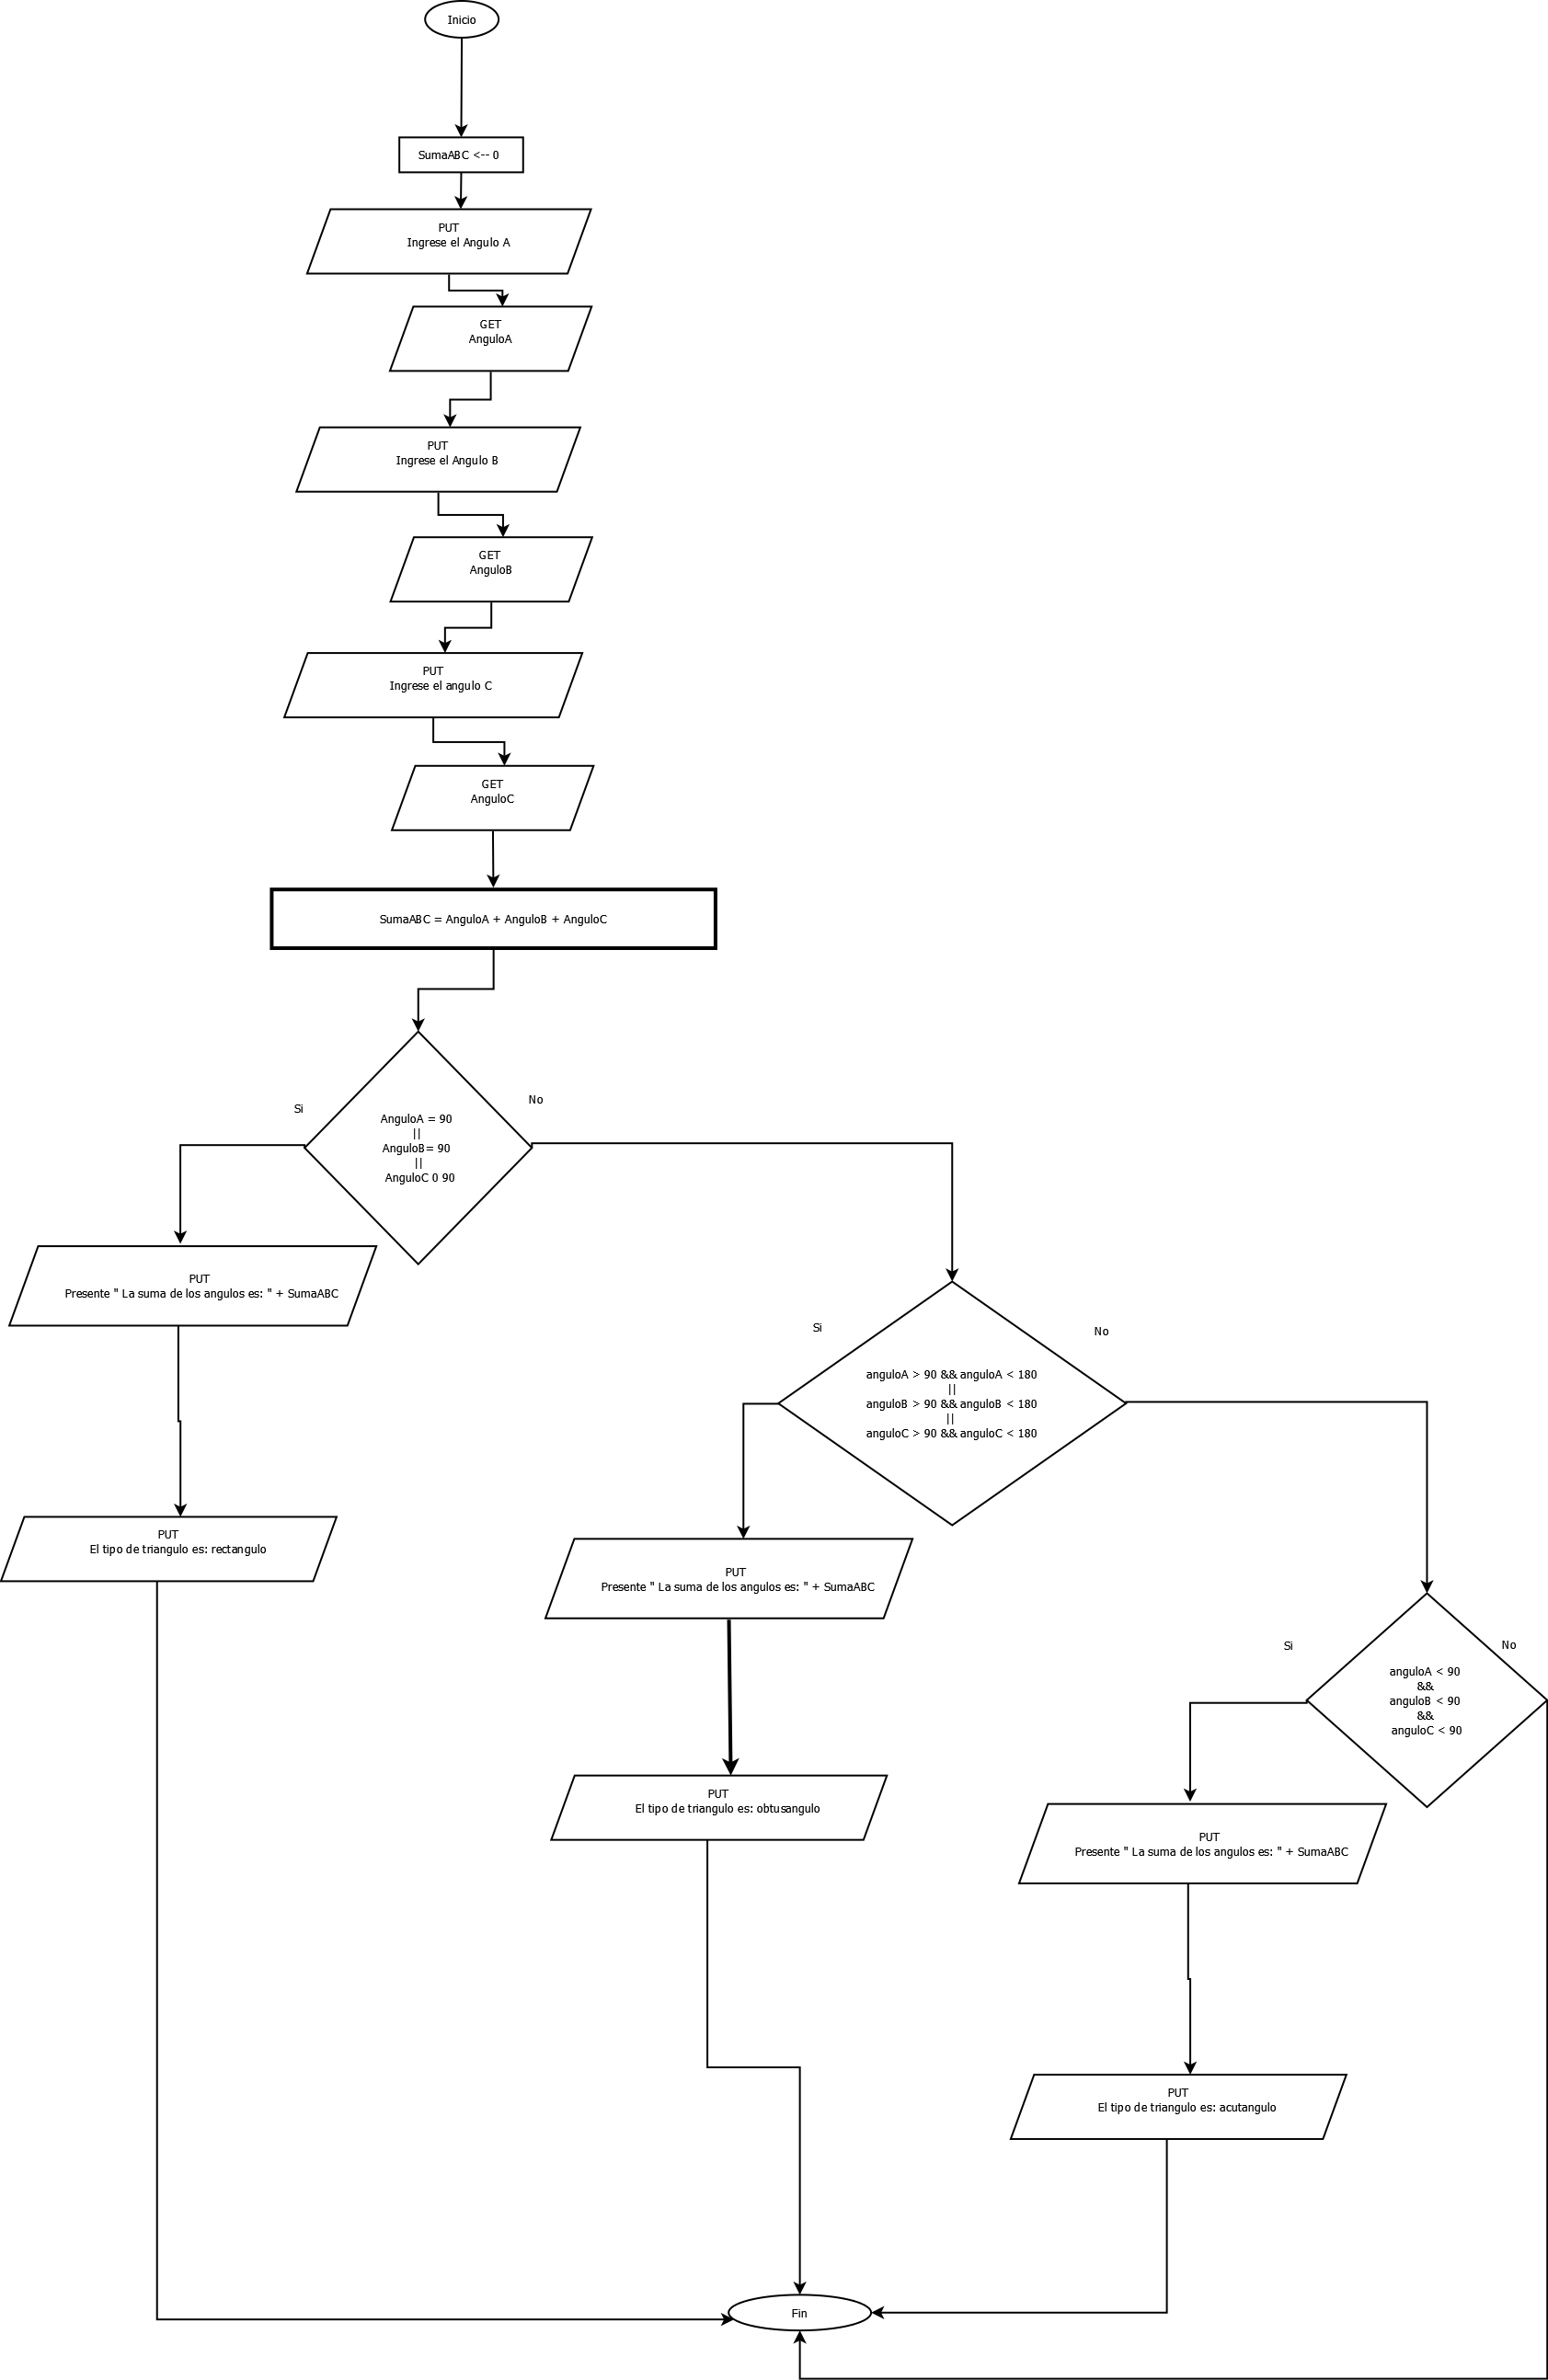 Inicio
SumaABC <-- 0
PUT
Ingrese el Angulo A
GET
AnguloA
PUT
Ingrese el Angulo B
GET
AnguloB
PUT
Ingrese el angulo C
GET
AnguloC
SumaABC = AnguloA + AnguloB + AnguloC
Si
No
AnguloA = 90
||
AnguloB= 90
||
AnguloC 0 90
PUT
Presente " La suma de los angulos es: " + SumaABC
PUT
El tipo de triangulo es: rectangulo
Si
No
anguloA > 90 && anguloA < 180
||
anguloB > 90 && anguloB < 180
||
anguloC > 90 && anguloC < 180
PUT
Presente " La suma de los angulos es: " + SumaABC
PUT
El tipo de triangulo es: obtusangulo
Si
No
anguloA < 90
&&
anguloB < 90
&&
anguloC < 90
PUT
Presente " La suma de los angulos es: " + SumaABC
PUT
El tipo de triangulo es: acutangulo
Fin